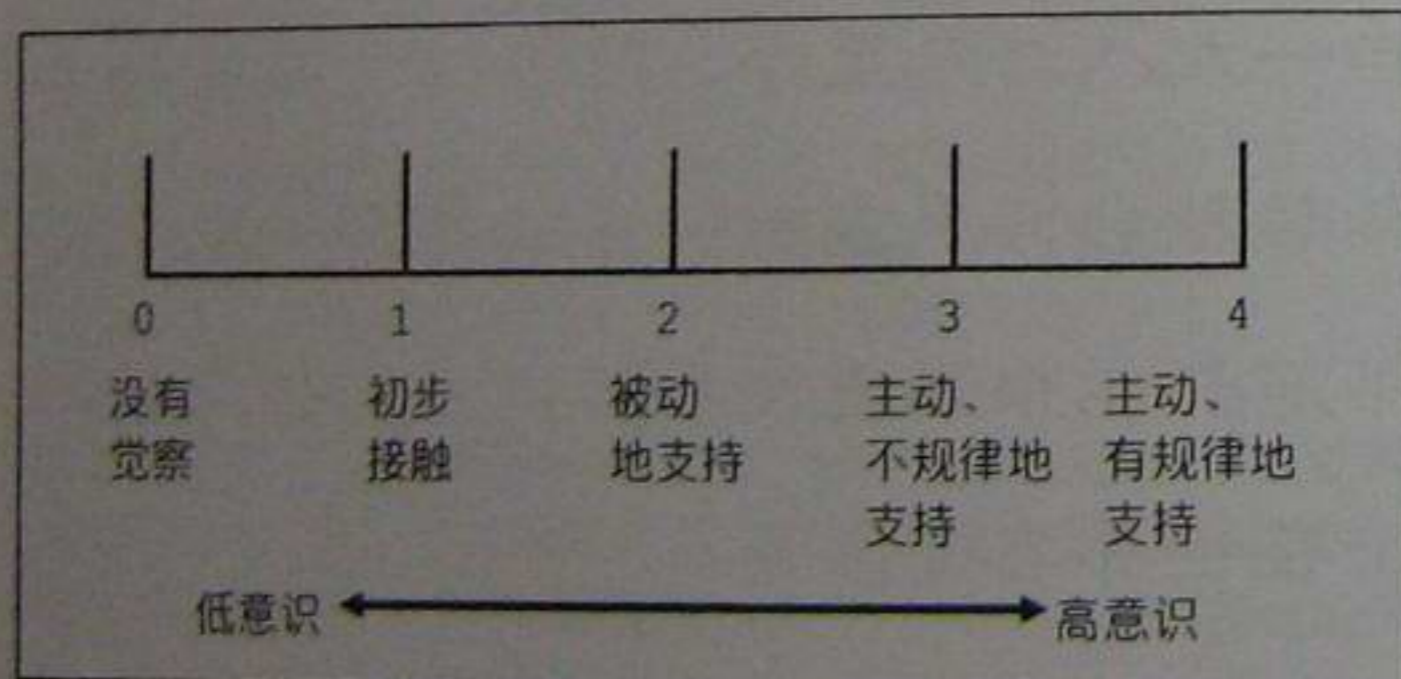 0 1 2 3 4
没有 初步 被动 主动、 主动、
觉察 接触 地支持 不规律地 有规律地
支持 支持
低意识 高意识